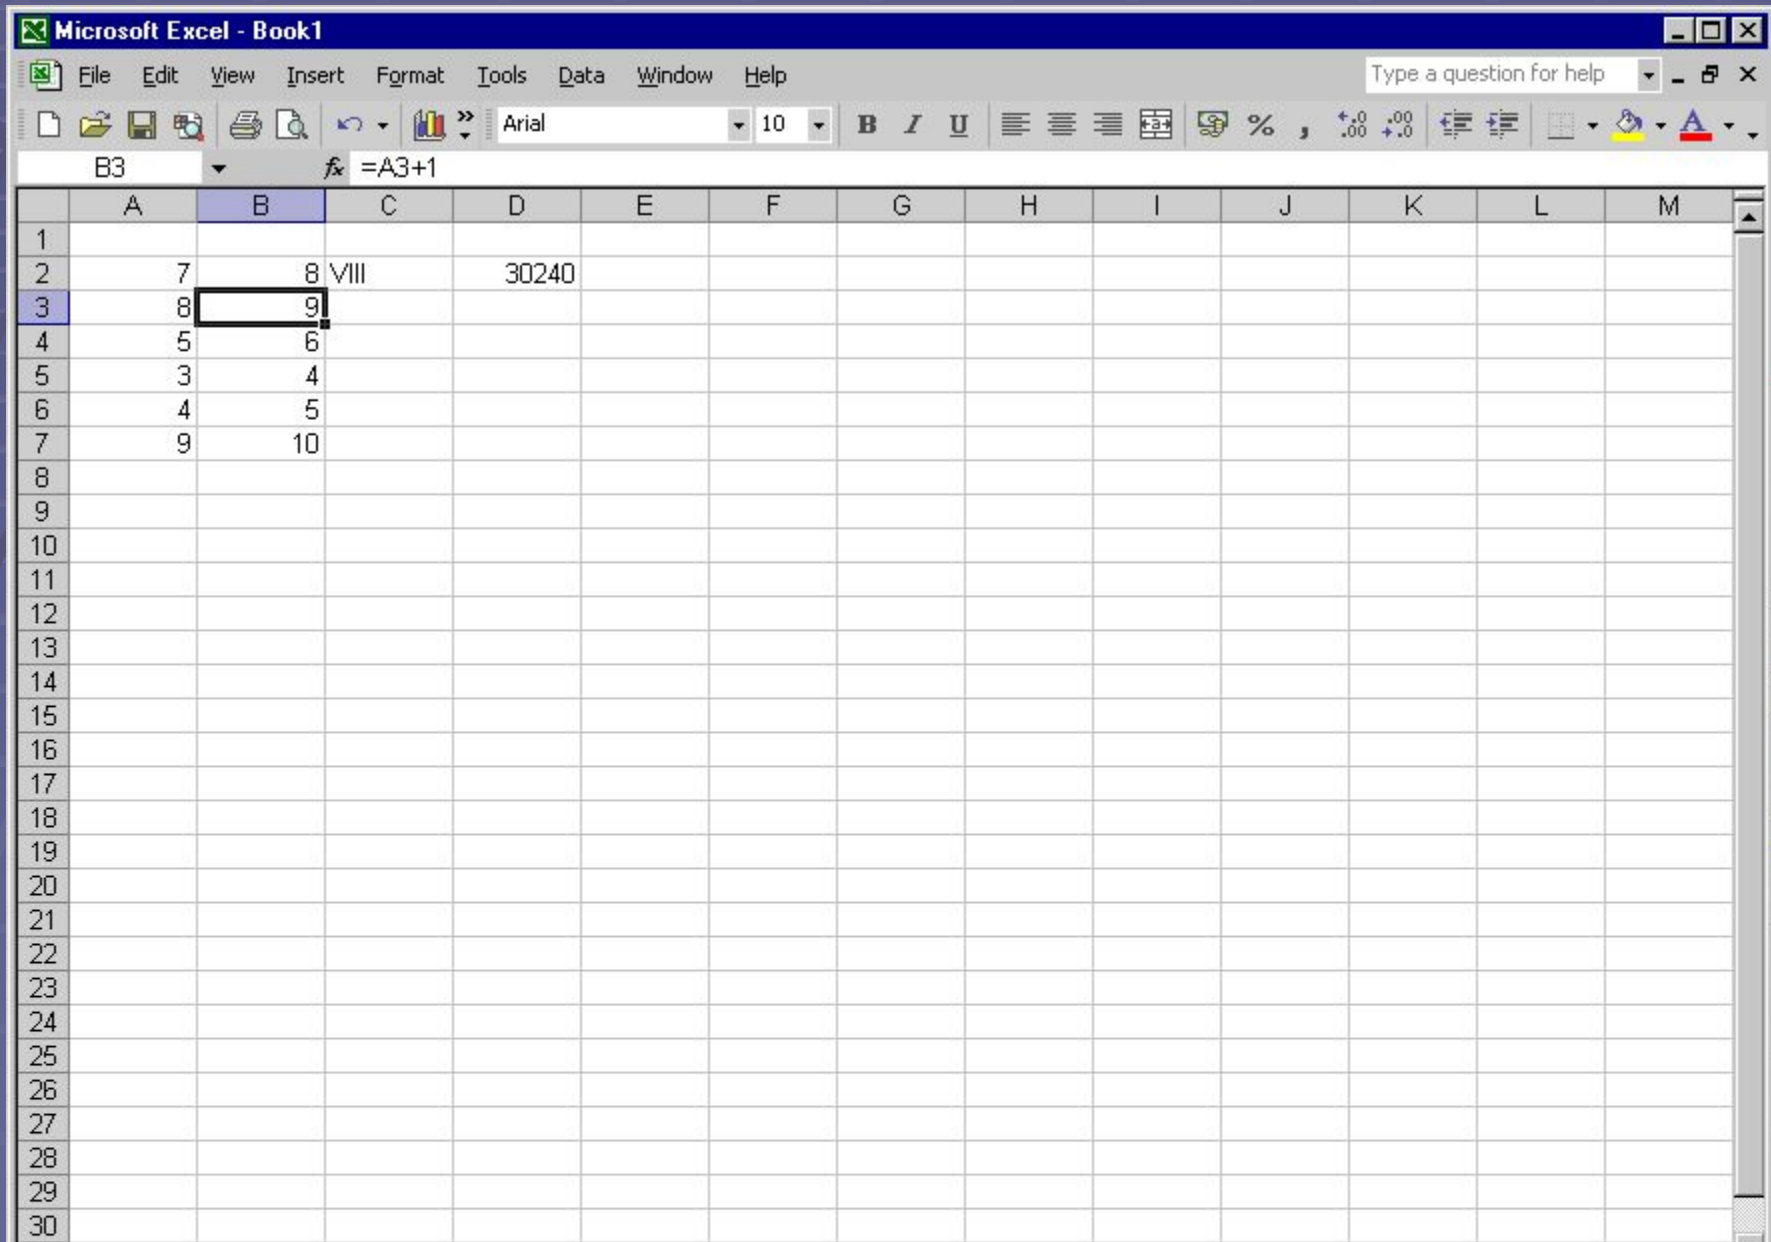 Microsoft Excel - Book1
File Edit View Insert Format Tools Data Window Help Type a question for help
Arial 10 B I U % ,
B3 fx =A3+1
A B C D E F G H I J K L M
1
2 7 8 VIII 30240
3 8 9
4 5 6
5 3 4
6 4 5
7 9 10
8
9
10
11
12
13
14
15
16
17
18
19
20
21
22
23
24
25
26
27
28
29
30